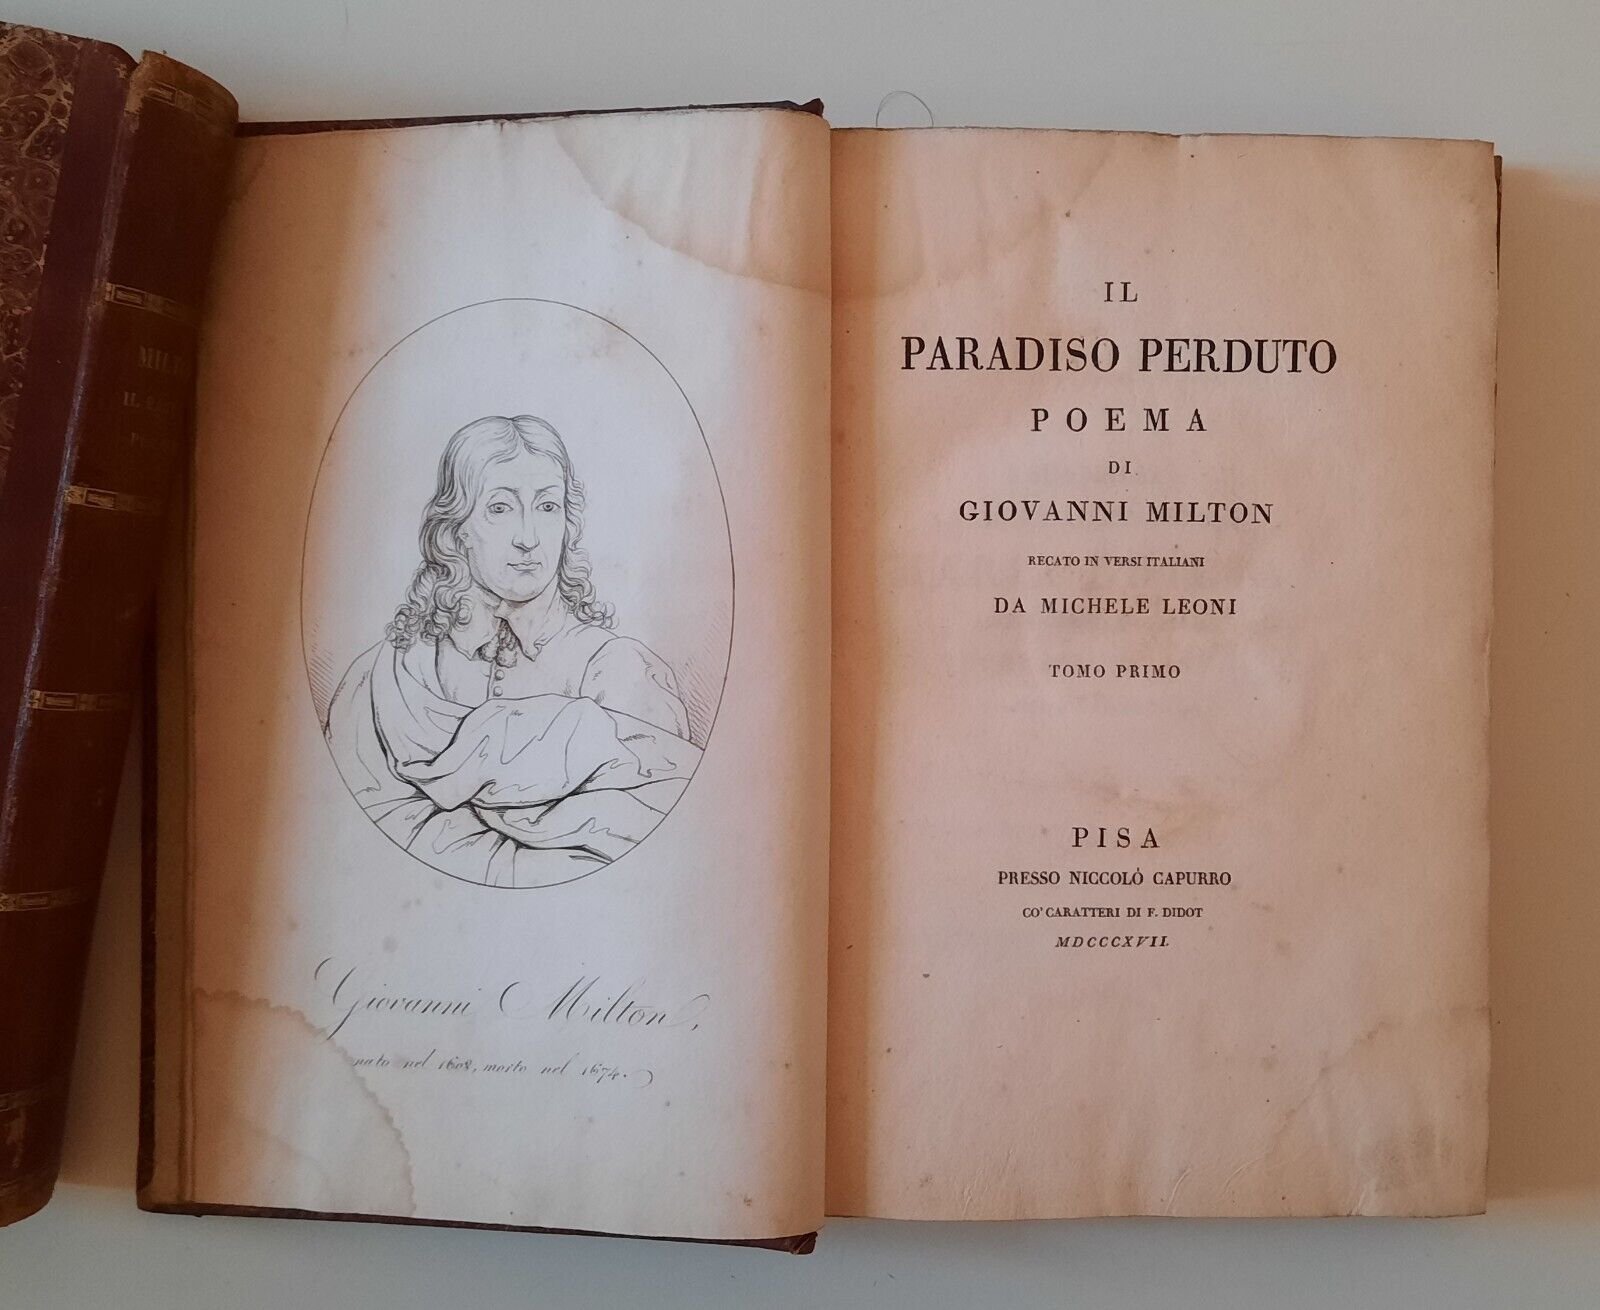 Giovanni Milton,
nato nel 1608, morto nel 1674.
IL
PARADISO PERDUTO
POEMA
DI
GIOVANNI MILTON
RECATO IN VERSI ITALIANI
DA MICHELE LEONI
TOMO PRIMO
PISA
PRESSO NICCOLÒ CAPURRO
CO' CARATTERI DI F. DIDOT
MDCCCXVII.